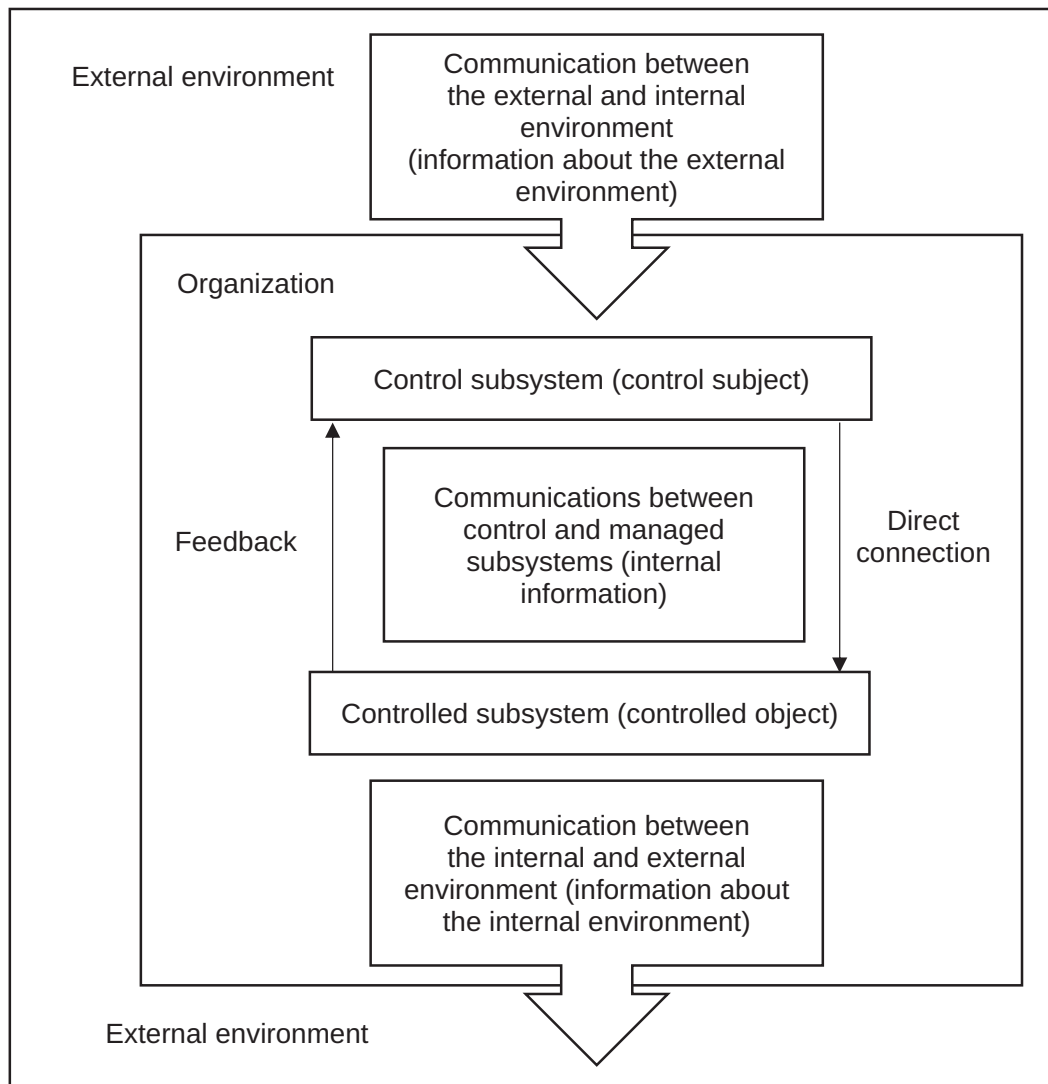 External environment
Communication between
the external and internal
environment
(information about the external
environment)
Organization
Control subsystem (control subject)
Feedback
Communications between
control and managed
subsystems (internal
information)
Direct
connection
Controlled subsystem (controlled object)
Communication between
the internal and external
environment (information about
the internal environment)
External environment